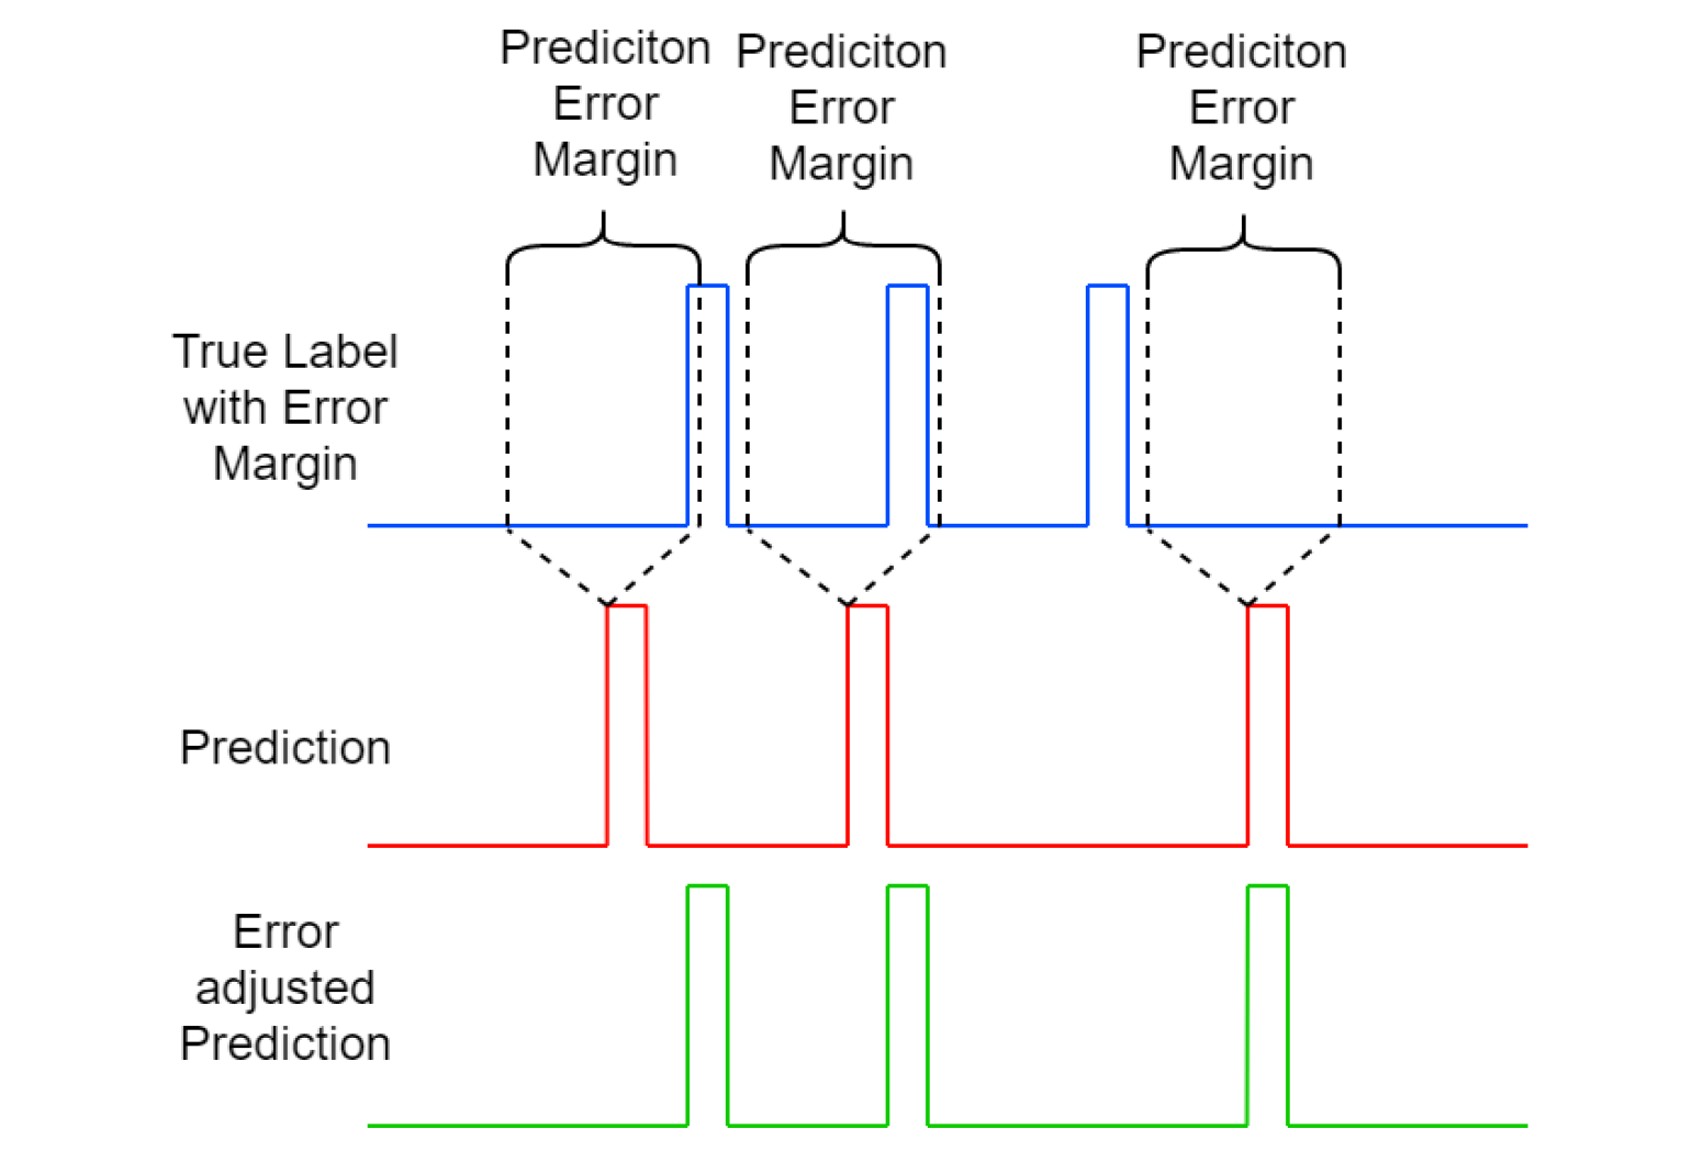 Prediciton
Error
Margin
Prediciton
Error
Margin
Prediciton
Error
Margin
True Label
with Error
Margin
Prediction
Error
adjusted
Prediction